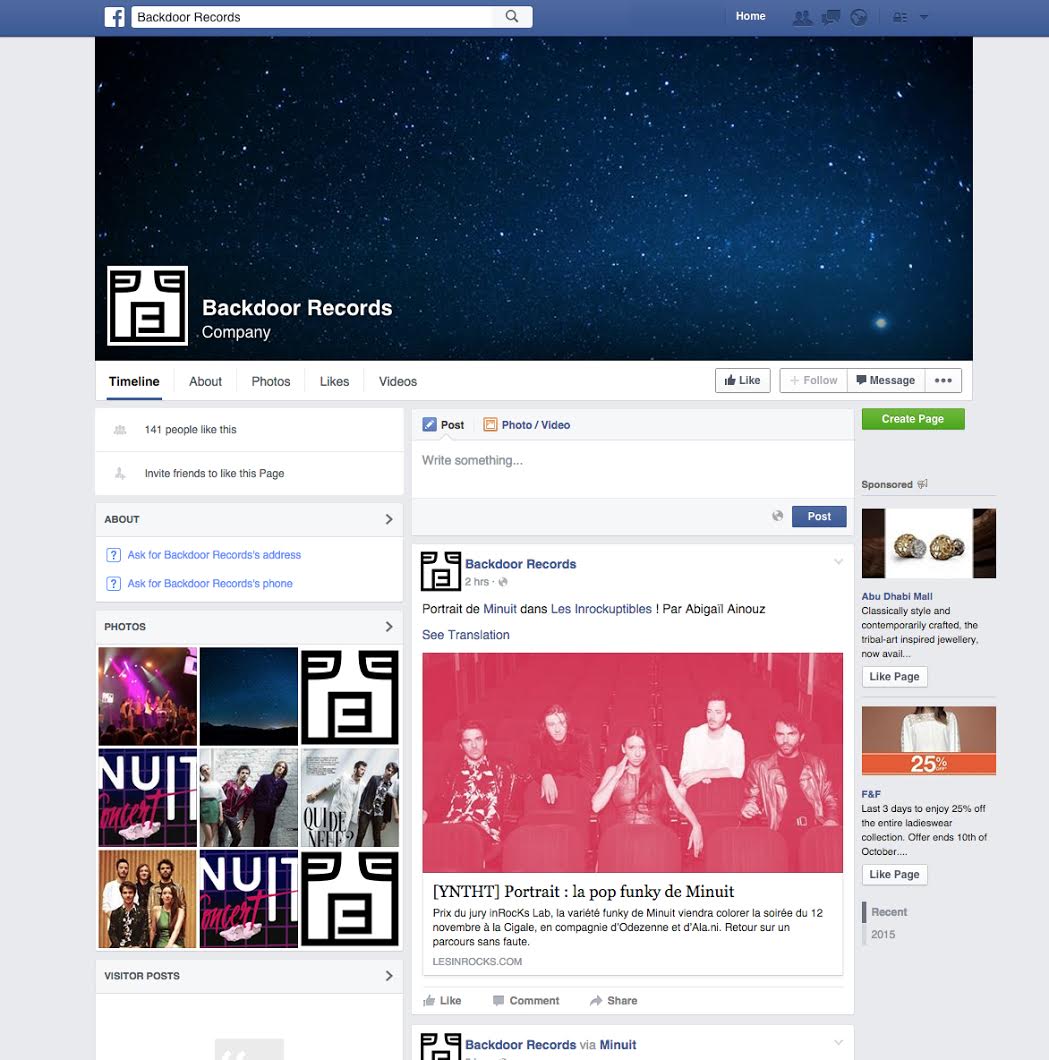 Backdoor Records
Home
Backdoor Records
Company
Timeline
About
Photos
Likes
Videos
Like
Follow
Message
141 people like this
Invite friends to like this Page
ABOUT
Ask for Backdoor Records's address
Ask for Backdoor Records's phone
PHOTOS
NUIT
Concert
QUI DE
NEUF?
NUIT
Concert
VISITOR POSTS
Post
Photo / Video
Write something...
Post
Backdoor Records
2 hrs ·
Portrait de Minuit dans Les Inrockuptibles ! Par Abigaïl Ainouz
See Translation
[YNTHT] Portrait : la pop funky de Minuit
Prix du jury inRocKs Lab, la variété funky de Minuit viendra colorer la soirée du 12
novembre à la Cigale, en compagnie d'Odezenne et d'Ala.ni. Retour sur un
parcours sans faute.
LESINROCKS.COM
Like
Comment
Share
Backdoor Records via Minuit
Create Page
Sponsored
Abu Dhabi Mall
Classically style and
contemporarily crafted, the
tribal-art inspired jewellery,
now avail...
Like Page
25%
OFF
F&F
Last 3 days to enjoy 25% off
the entire ladieswear
collection. Offer ends 10th of
October....
Like Page
Recent
2015